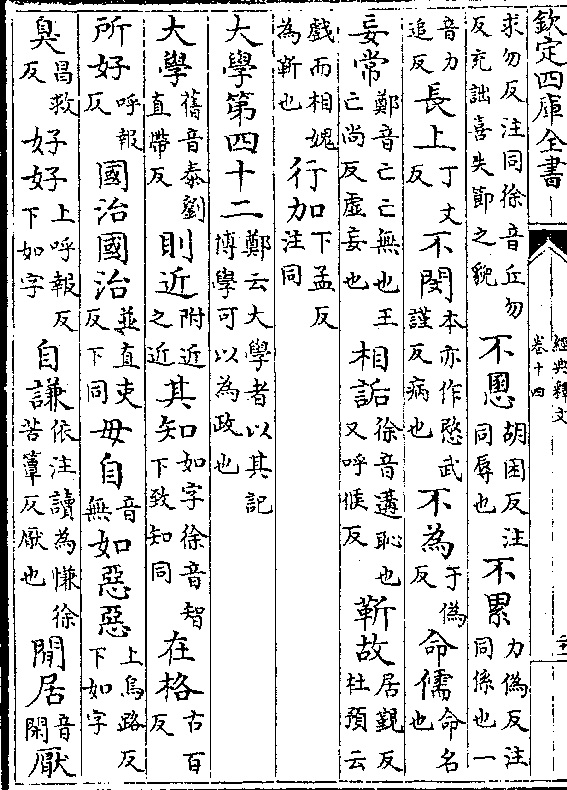 欽定四庫全書
經典釋文
卷十四
求勿反注同徐音丘勿反充詘喜失節之貌 不慁 胡困反注同辱也 不累 力偽反注同係也一
音力追反 長上 丁丈反 不閔 本亦作愍武謹反病也 不為 于偽反 命儒 命名也
妄常 鄭音亡亡無也王亡尚反虛妄也 相詬 徐音遘恥也又呼候反 靳故 居覲反杜預云
戲而相媿為靳也 行加 下孟反注同
大學第四十二 鄭云大學者以其記博學可以為政也
大學 舊音泰劉直帶反 則近 附近之近 其知 如字徐音智下致知同 在格 古百反
所好 呼報反 國治國治 並直吏反下同 毋自 音無 如惡惡 上烏路反下如字
臭 昌救反 好好 上呼報反下如字 自謙 依注讀為慊徐苦簟反厭也 閒居 音閑 厭